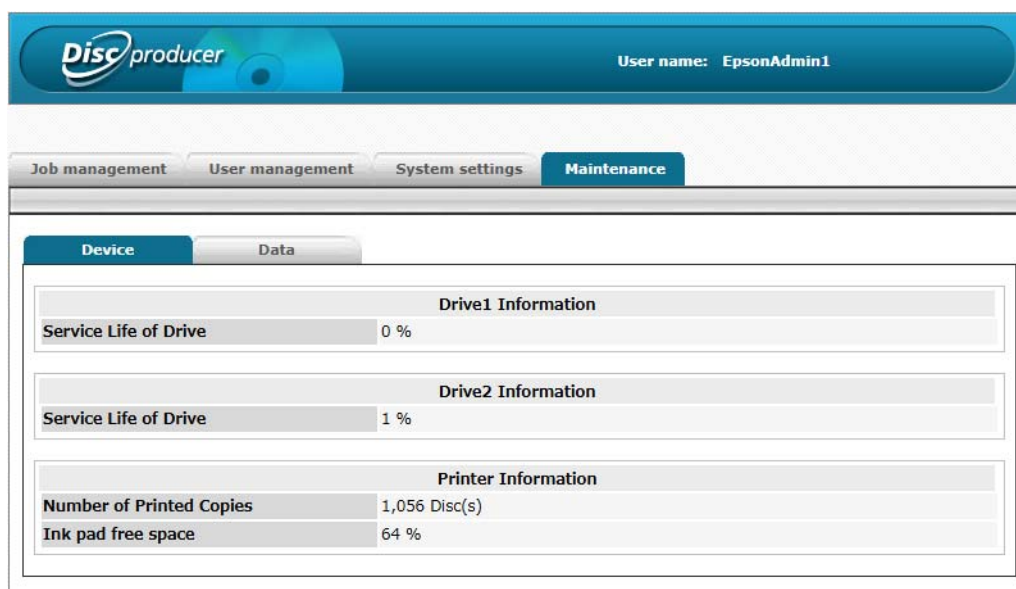 Disc producer
User name: EpsonAdmin1
Job management User management System settings Maintenance
Device Data
Drive1 Information
Service Life of Drive 0 %
Drive2 Information
Service Life of Drive 1 %
Printer Information
Number of Printed Copies 1,056 Disc(s)
Ink pad free space 64 %